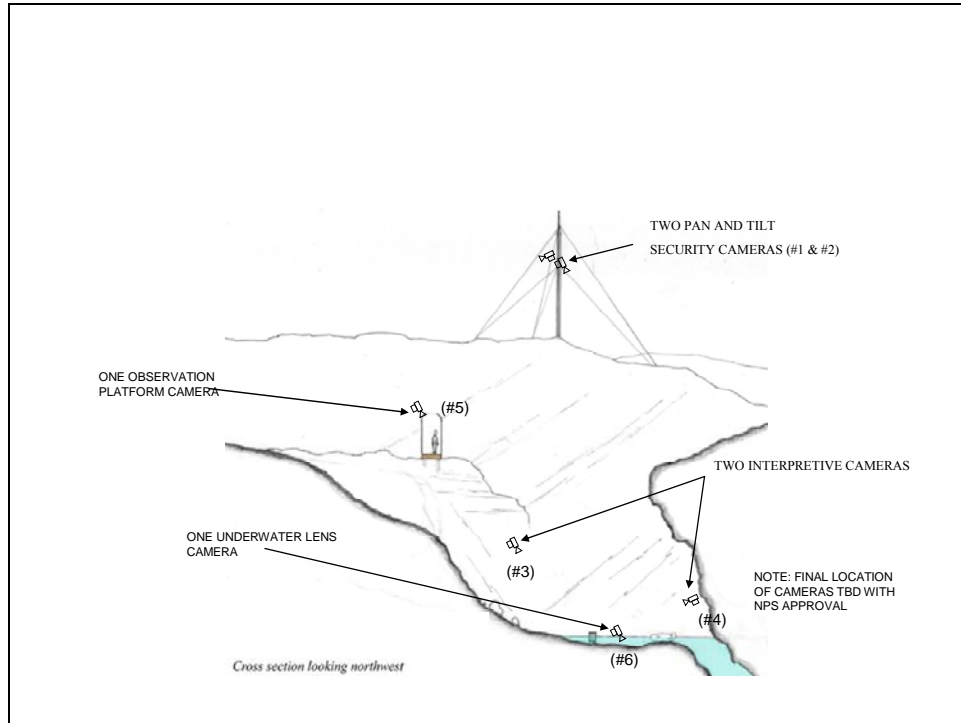 TWO PAN AND TILT
SECURITY CAMERAS (#1 & #2)
ONE OBSERVATION
PLATFORM CAMERA
(#5)
TWO INTERPRETIVE CAMERAS
ONE UNDERWATER LENS
CAMERA
(#3)
NOTE: FINAL LOCATION
OF CAMERAS TBD WITH
NPS APPROVAL
(#4)
(#6)
Cross section looking northwest